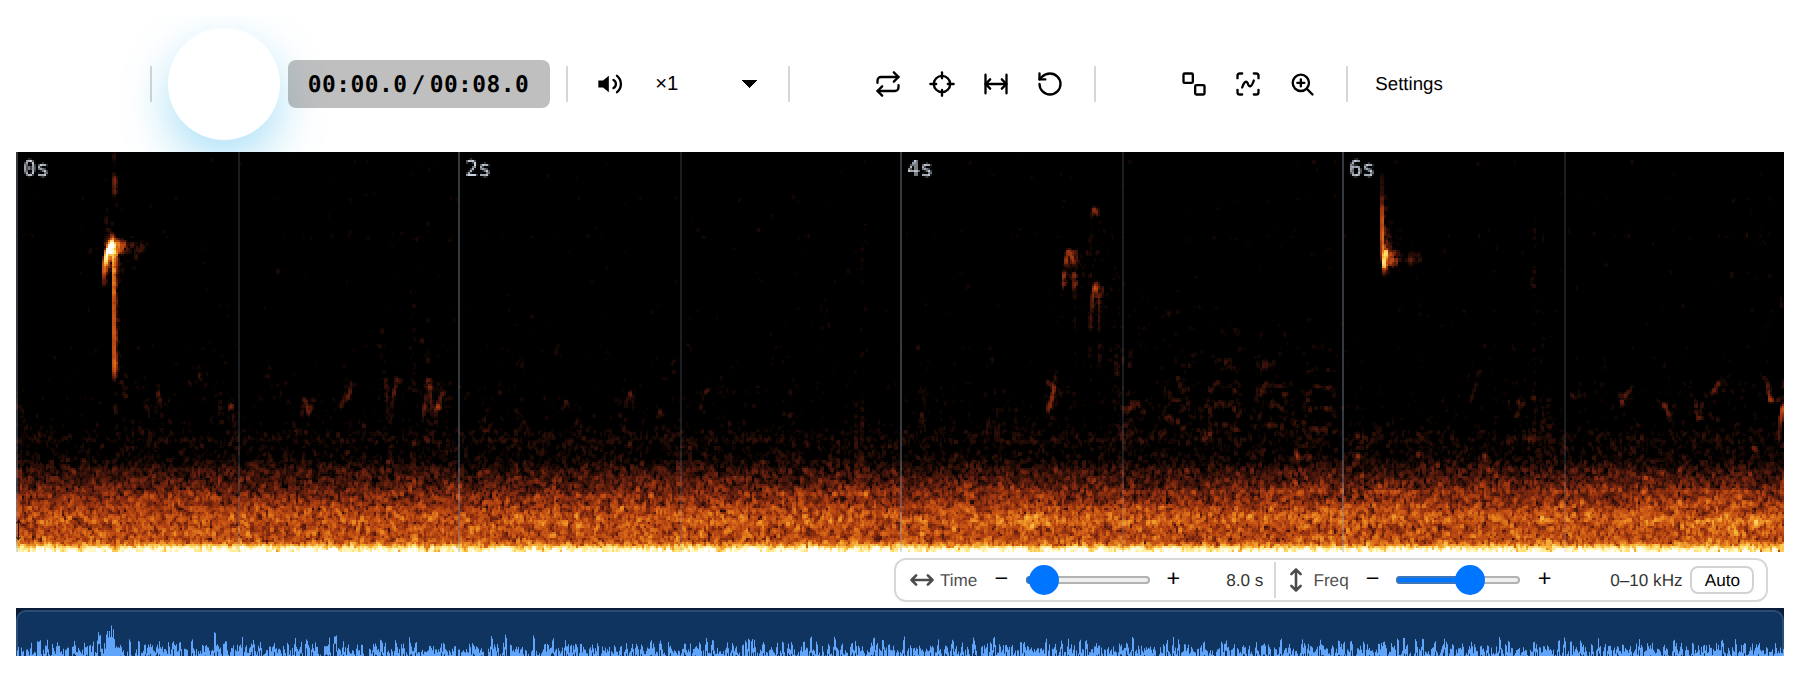 00:00.0 / 00:08.0 ×1 Settings
0s 2s 4s 6s
Time − + 8.0 s Freq − + 0–10 kHz Auto